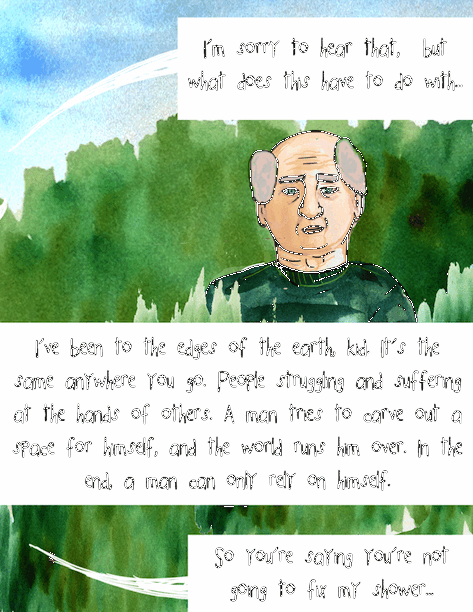 I'm sorry to hear that, but
what does this have to do with...
I've been to the edges of the earth, kid. It's the
same anywhere you go. People struggling and suffering
at the hands of others. A man tries to carve out a
space for himself, and the world runs him over. In the
end, a man can only rely on himself.
So you're saying you're not
going to fix my shower...